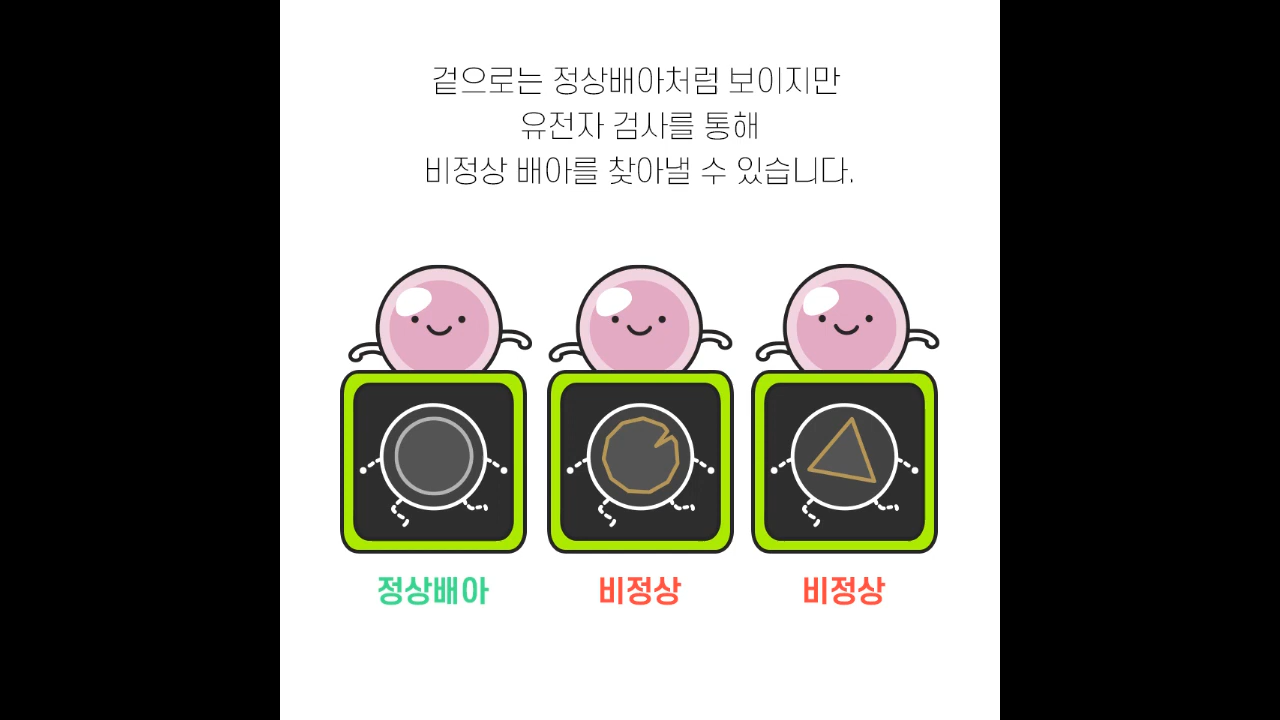 겉으로는 정상배아처럼 보이지만
유전자 검사를 통해
비정상 배아를 찾아낼 수 있습니다.
정상배아
비정상
비정상